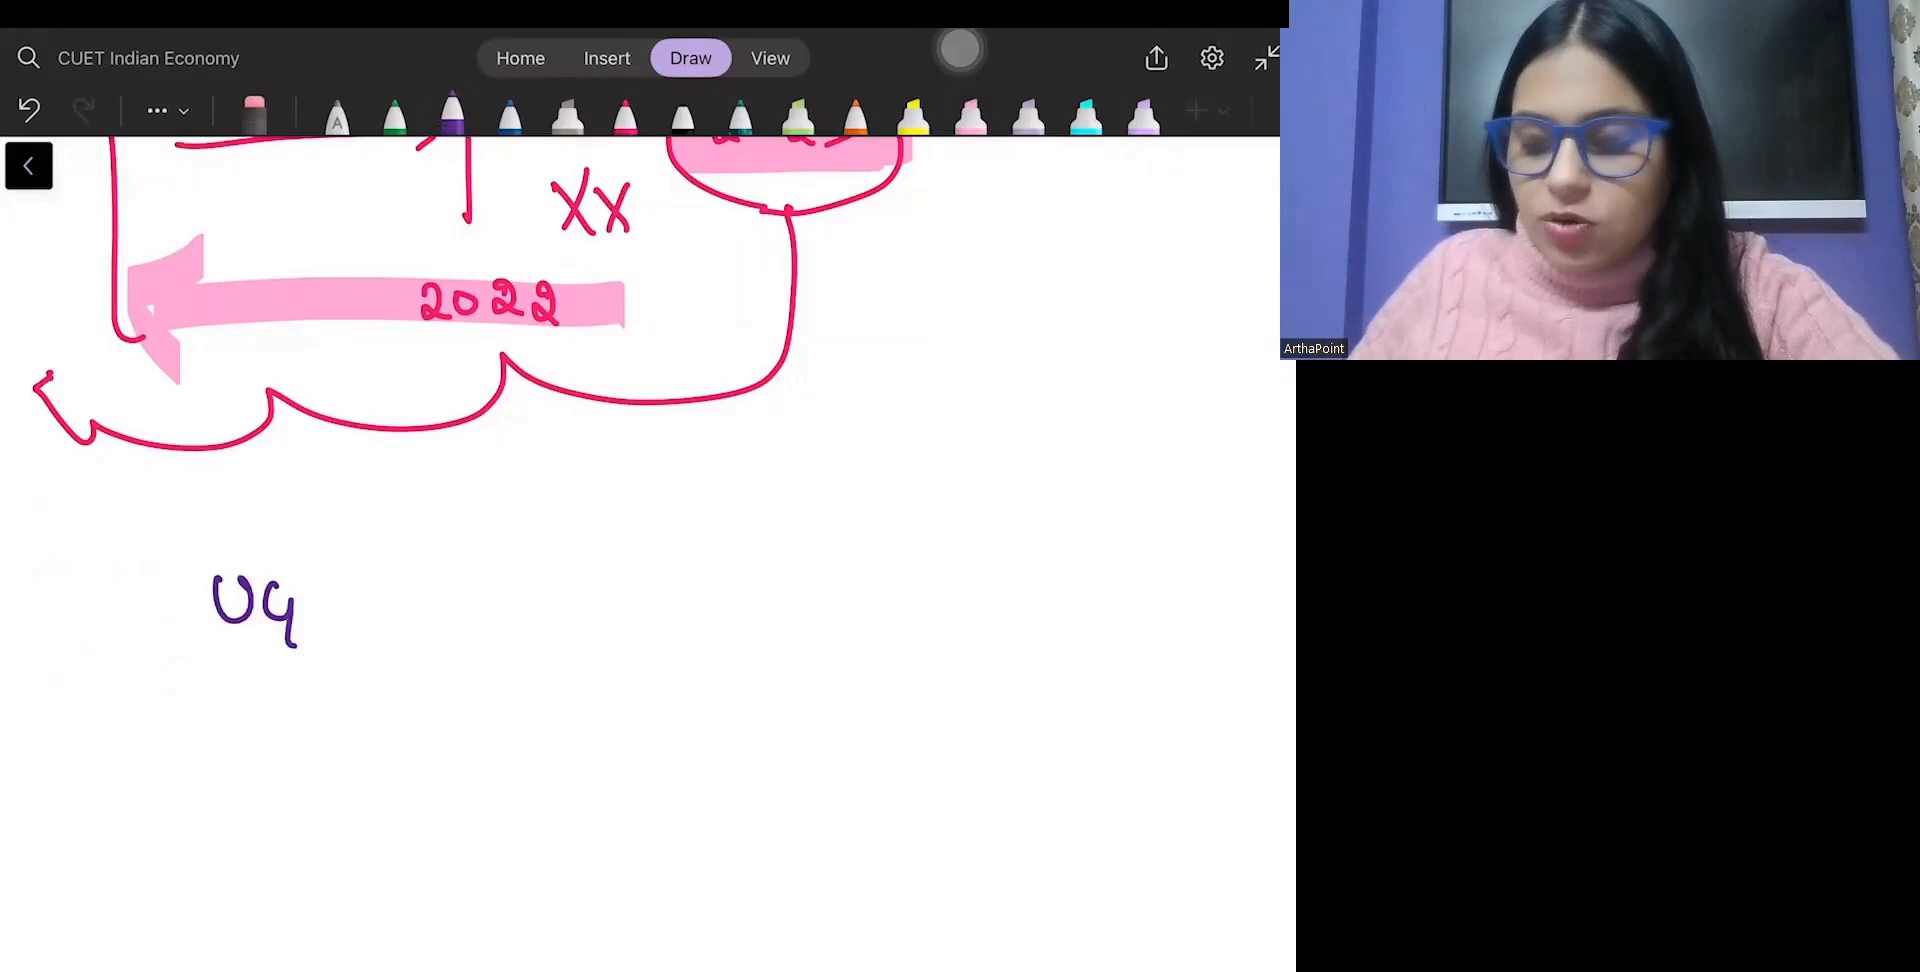 CUET Indian Economy
Home Insert Draw View
A
XX
2022
UG
ArthaPoint